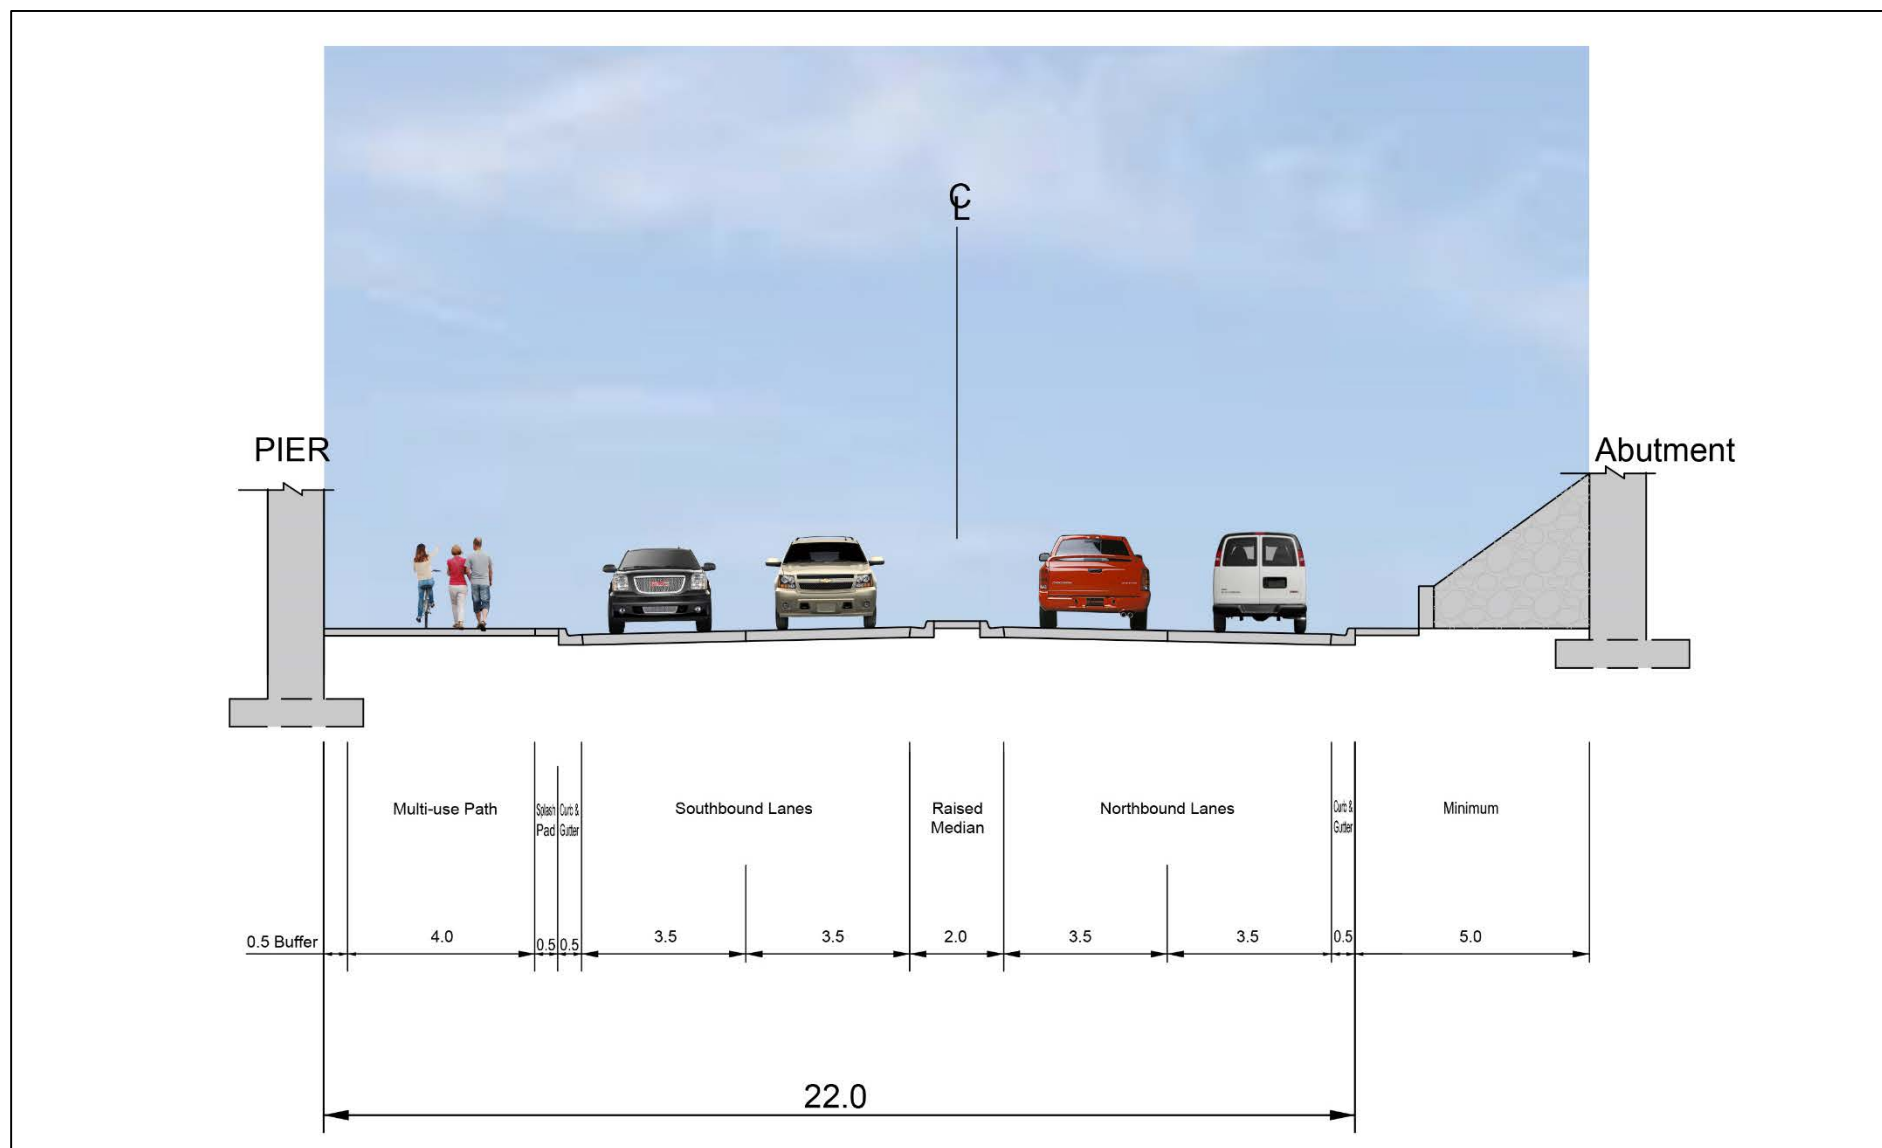 CL
PIER
Abutment
Multi-use Path
Splash
Pad
Curb &
Gutter
Southbound Lanes
Raised
Median
Northbound Lanes
Curb &
Gutter
Minimum
0.5 Buffer
4.0
0.5
0.5
3.5
3.5
2.0
3.5
3.5
0.5
5.0
22.0